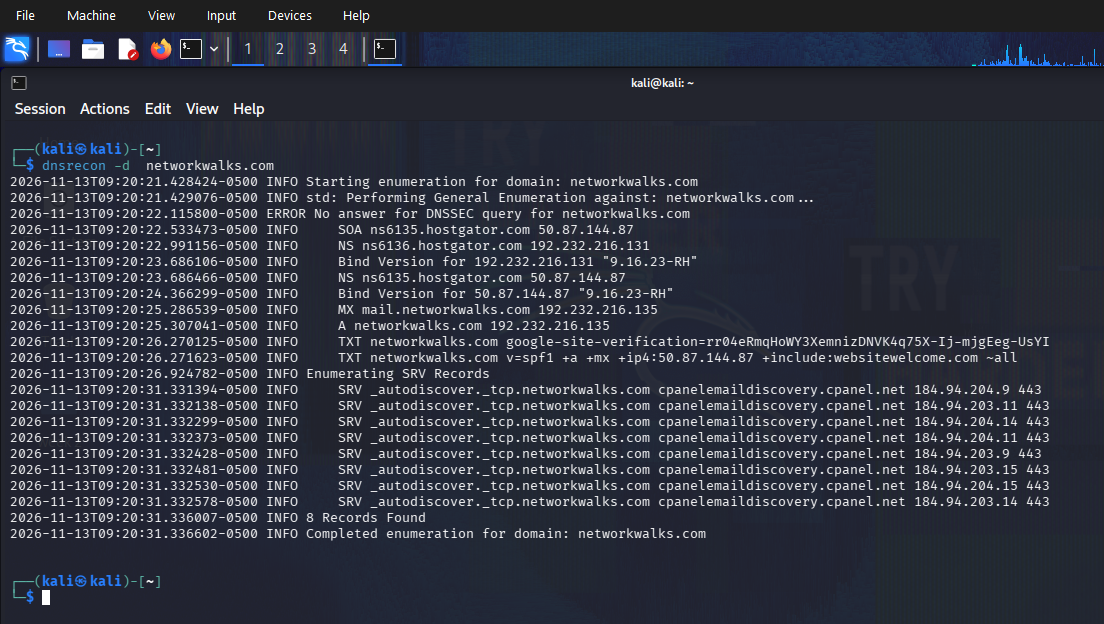 File Machine View Input Devices Help
1 2 3 4
kali@kali: ~
Session Actions Edit View Help
┌──(kali㉿kali)-[~]
└─$ dnsrecon -d  networkwalks.com
2026-11-13T09:20:21.428424-0500 INFO Starting enumeration for domain: networkwalks.com
2026-11-13T09:20:21.429076-0500 INFO std: Performing General Enumeration against: networkwalks.com...
2026-11-13T09:20:22.115800-0500 ERROR No answer for DNSSEC query for networkwalks.com
2026-11-13T09:20:22.533473-0500 INFO     SOA ns6135.hostgator.com 50.87.144.87
2026-11-13T09:20:22.991156-0500 INFO     NS ns6136.hostgator.com 192.232.216.131
2026-11-13T09:20:23.686106-0500 INFO     Bind Version for 192.232.216.131 "9.16.23-RH"
2026-11-13T09:20:23.686466-0500 INFO     NS ns6135.hostgator.com 50.87.144.87
2026-11-13T09:20:24.366299-0500 INFO     Bind Version for 50.87.144.87 "9.16.23-RH"
2026-11-13T09:20:25.286539-0500 INFO     MX mail.networkwalks.com 192.232.216.135
2026-11-13T09:20:25.307041-0500 INFO     A networkwalks.com 192.232.216.135
2026-11-13T09:20:26.270125-0500 INFO     TXT networkwalks.com google-site-verification=rr04eRmqHoWY3XemnizDNVK4q75X-Ij-mjgEeg-UsYI
2026-11-13T09:20:26.271623-0500 INFO     TXT networkwalks.com v=spf1 +a +mx +ip4:50.87.144.87 +include:websitewelcome.com ~all
2026-11-13T09:20:26.924782-0500 INFO Enumerating SRV Records
2026-11-13T09:20:31.331394-0500 INFO     SRV _autodiscover._tcp.networkwalks.com cpanelemaildiscovery.cpanel.net 184.94.204.9 443
2026-11-13T09:20:31.332138-0500 INFO     SRV _autodiscover._tcp.networkwalks.com cpanelemaildiscovery.cpanel.net 184.94.203.11 443
2026-11-13T09:20:31.332299-0500 INFO     SRV _autodiscover._tcp.networkwalks.com cpanelemaildiscovery.cpanel.net 184.94.204.14 443
2026-11-13T09:20:31.332373-0500 INFO     SRV _autodiscover._tcp.networkwalks.com cpanelemaildiscovery.cpanel.net 184.94.204.11 443
2026-11-13T09:20:31.332428-0500 INFO     SRV _autodiscover._tcp.networkwalks.com cpanelemaildiscovery.cpanel.net 184.94.203.9 443
2026-11-13T09:20:31.332481-0500 INFO     SRV _autodiscover._tcp.networkwalks.com cpanelemaildiscovery.cpanel.net 184.94.203.15 443
2026-11-13T09:20:31.332530-0500 INFO     SRV _autodiscover._tcp.networkwalks.com cpanelemaildiscovery.cpanel.net 184.94.204.15 443
2026-11-13T09:20:31.332578-0500 INFO     SRV _autodiscover._tcp.networkwalks.com cpanelemaildiscovery.cpanel.net 184.94.203.14 443
2026-11-13T09:20:31.336007-0500 INFO 8 Records Found
2026-11-13T09:20:31.336602-0500 INFO Completed enumeration for domain: networkwalks.com
┌──(kali㉿kali)-[~]
└─$
TRY